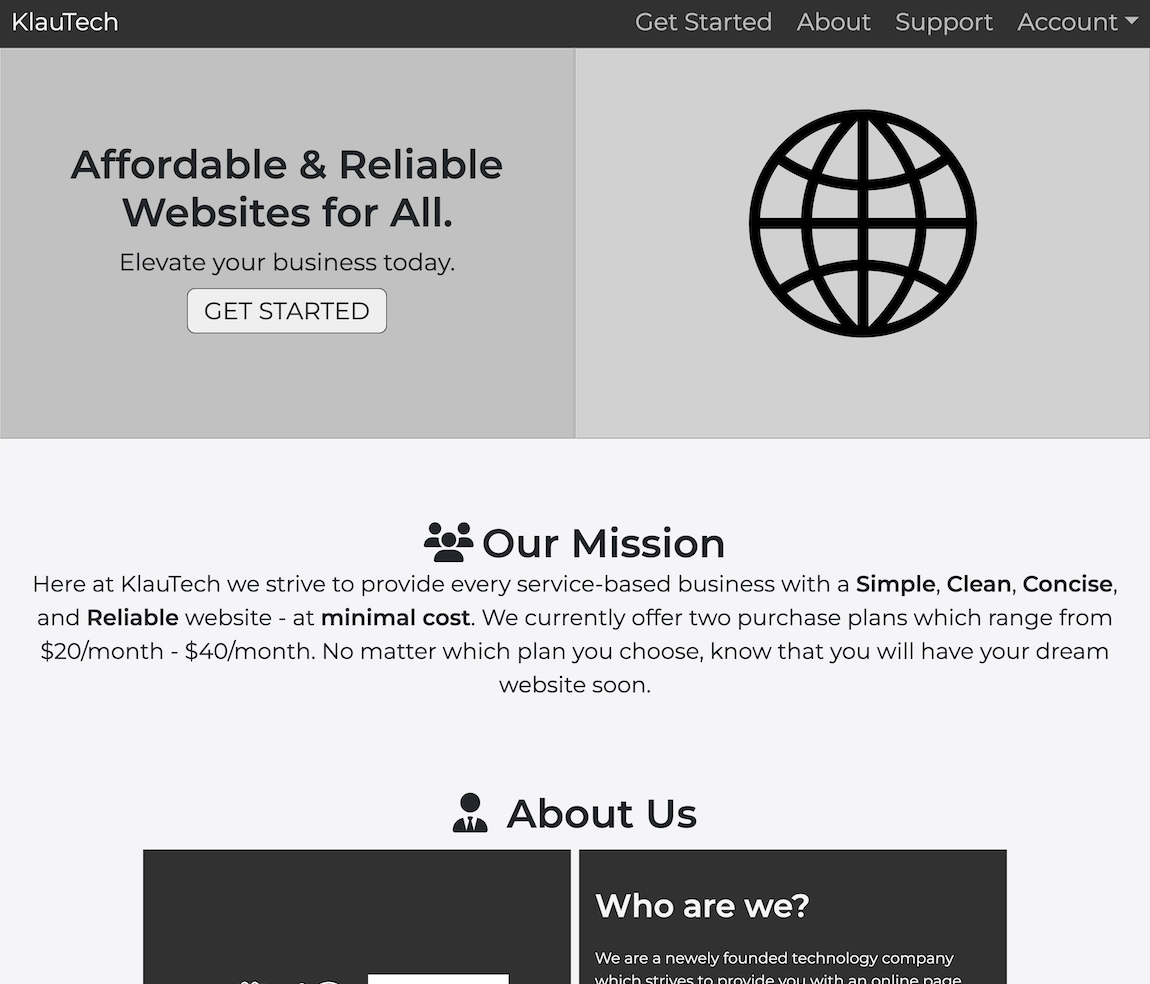 KlauTech
Get Started
About
Support
Account
Affordable & Reliable
Websites for All.
Elevate your business today.
GET STARTED
Our Mission
Here at KlauTech we strive to provide every service-based business with a Simple, Clean, Concise,
and Reliable website - at minimal cost. We currently offer two purchase plans which range from
$20/month - $40/month. No matter which plan you choose, know that you will have your dream
website soon.
About Us
Who are we?
We are a newely founded technology company
which strives to provide you with an online page